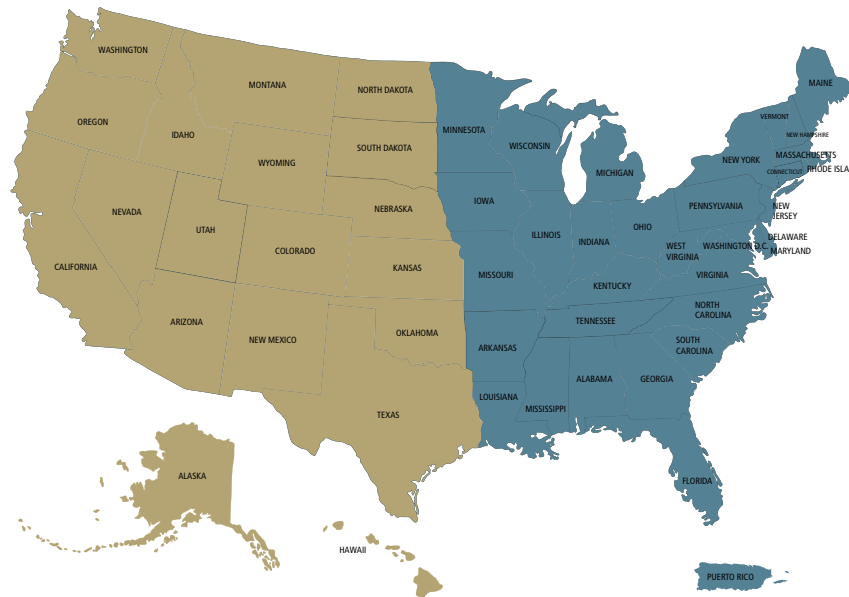 WASHINGTON
MONTANA
NORTH DAKOTA
MAINE
OREGON
IDAHO
MINNESOTA
VERMONT
NEW HAMPSHIRE
SOUTH DAKOTA
WISCONSIN
WYOMING
MICHIGAN
NEW YORK
MASSACHUSETTS
CONNECTICUT
RHODE ISLA
NEVADA
UTAH
NEBRASKA
IOWA
PENNSYLVANIA
NEW
JERSEY
COLORADO
ILLINOIS
INDIANA
OHIO
WEST
VIRGINIA
WASHINGTON D.C.
DELAWARE
MARYLAND
CALIFORNIA
KANSAS
MISSOURI
KENTUCKY
VIRGINIA
ARIZONA
NEW MEXICO
OKLAHOMA
TENNESSEE
NORTH
CAROLINA
ARKANSAS
SOUTH
CAROLINA
TEXAS
LOUISIANA
MISSISSIPPI
ALABAMA
GEORGIA
ALASKA
FLORIDA
HAWAII
PUERTO RICO